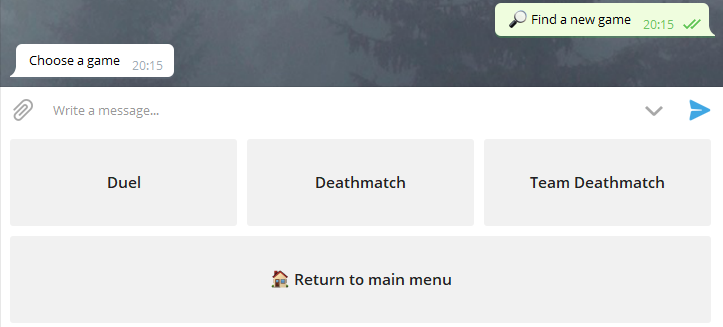 🔎 Find a new game 20:15
Choose a game 20:15
Write a message...
Duel
Deathmatch
Team Deathmatch
🏠 Return to main menu